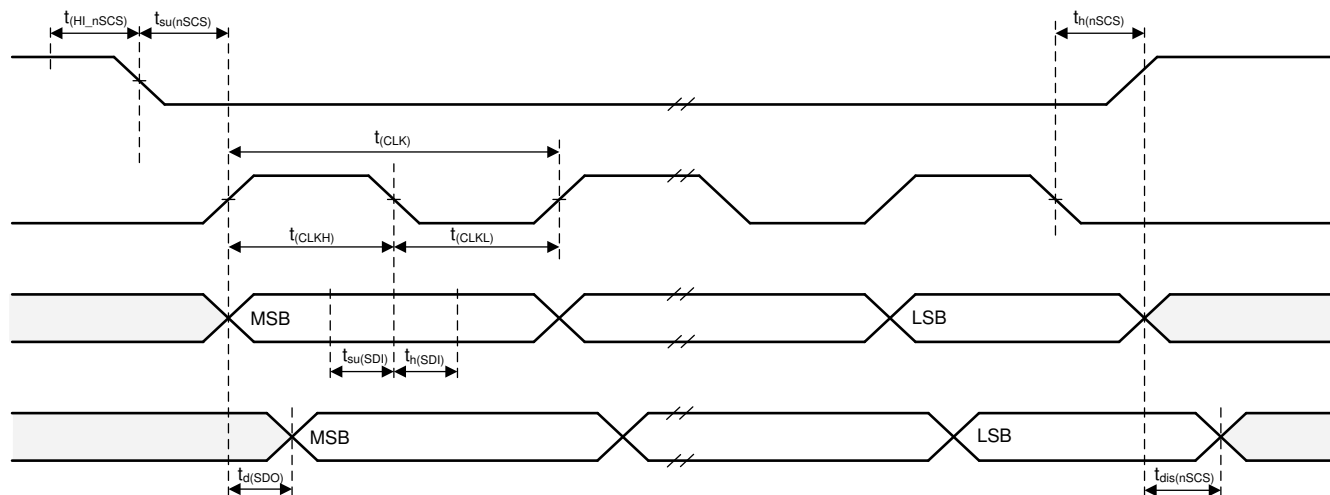 t(HI_nSCS)
tsu(nSCS)
th(nSCS)
t(CLK)
t(CLKH)
t(CLKL)
MSB
LSB
tsu(SDI)
th(SDI)
MSB
LSB
td(SDO)
tdis(nSCS)